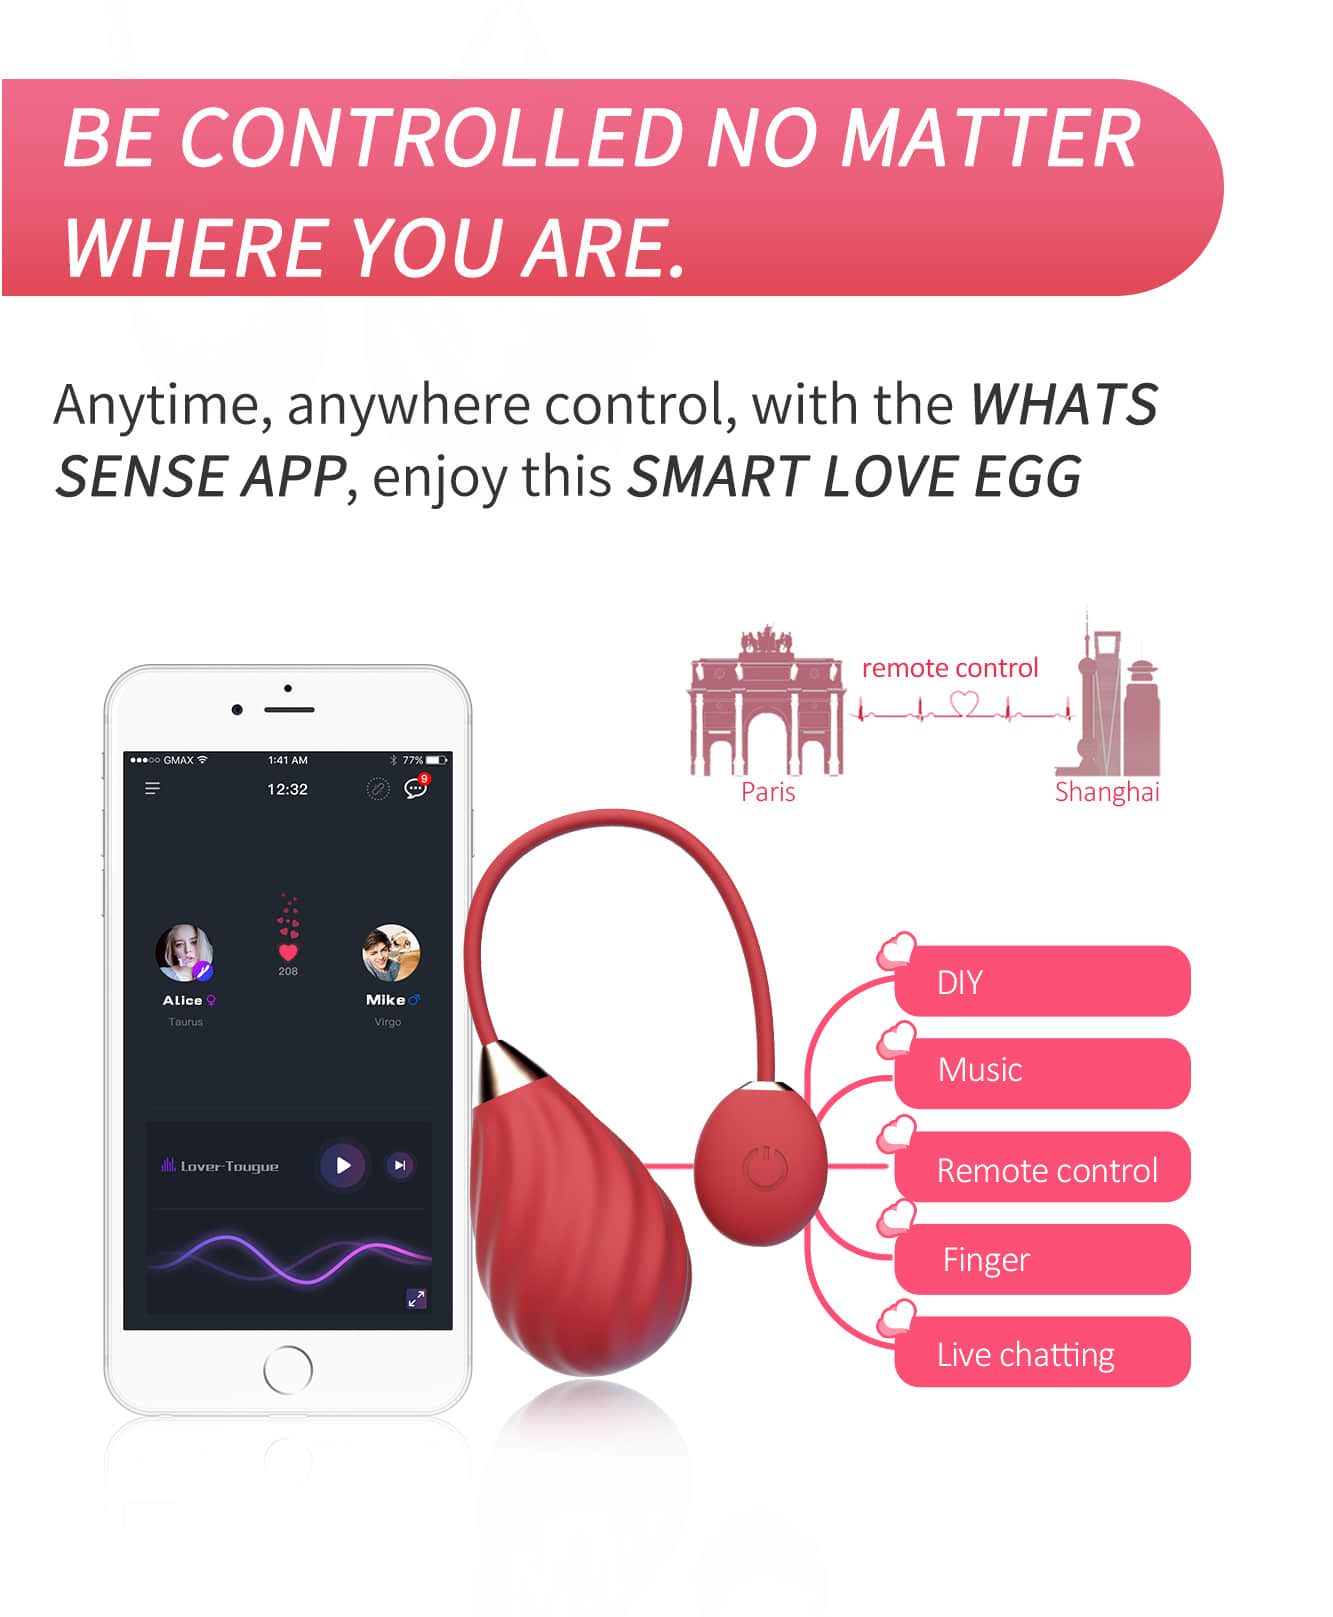 BE CONTROLLED NO MATTER
WHERE YOU ARE.
Anytime, anywhere control, with the WHATS
SENSE APP, enjoy this SMART LOVE EGG
remote control
Paris
Shanghai
GMAX
1:41 AM
77%
12:32
9
208
Alice
Taurus
Mike
Virgo
Lover-Tougue
DIY
Music
Remote control
Finger
Live chatting